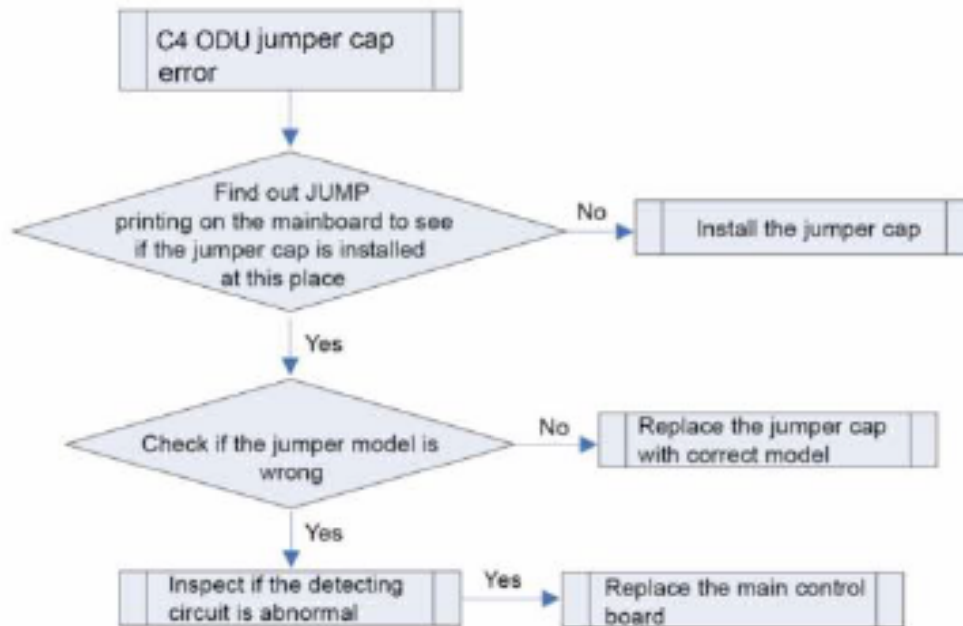 C4 ODU jumper cap
error
Find out JUMP
printing on the mainboard to see
if the jumper cap is installed
at this place
No
Install the jumper cap
Yes
Check if the jumper model is
wrong
No
Replace the jumper cap
with correct model
Yes
Inspect if the detecting
circuit is abnormal
Yes
Replace the main control
board